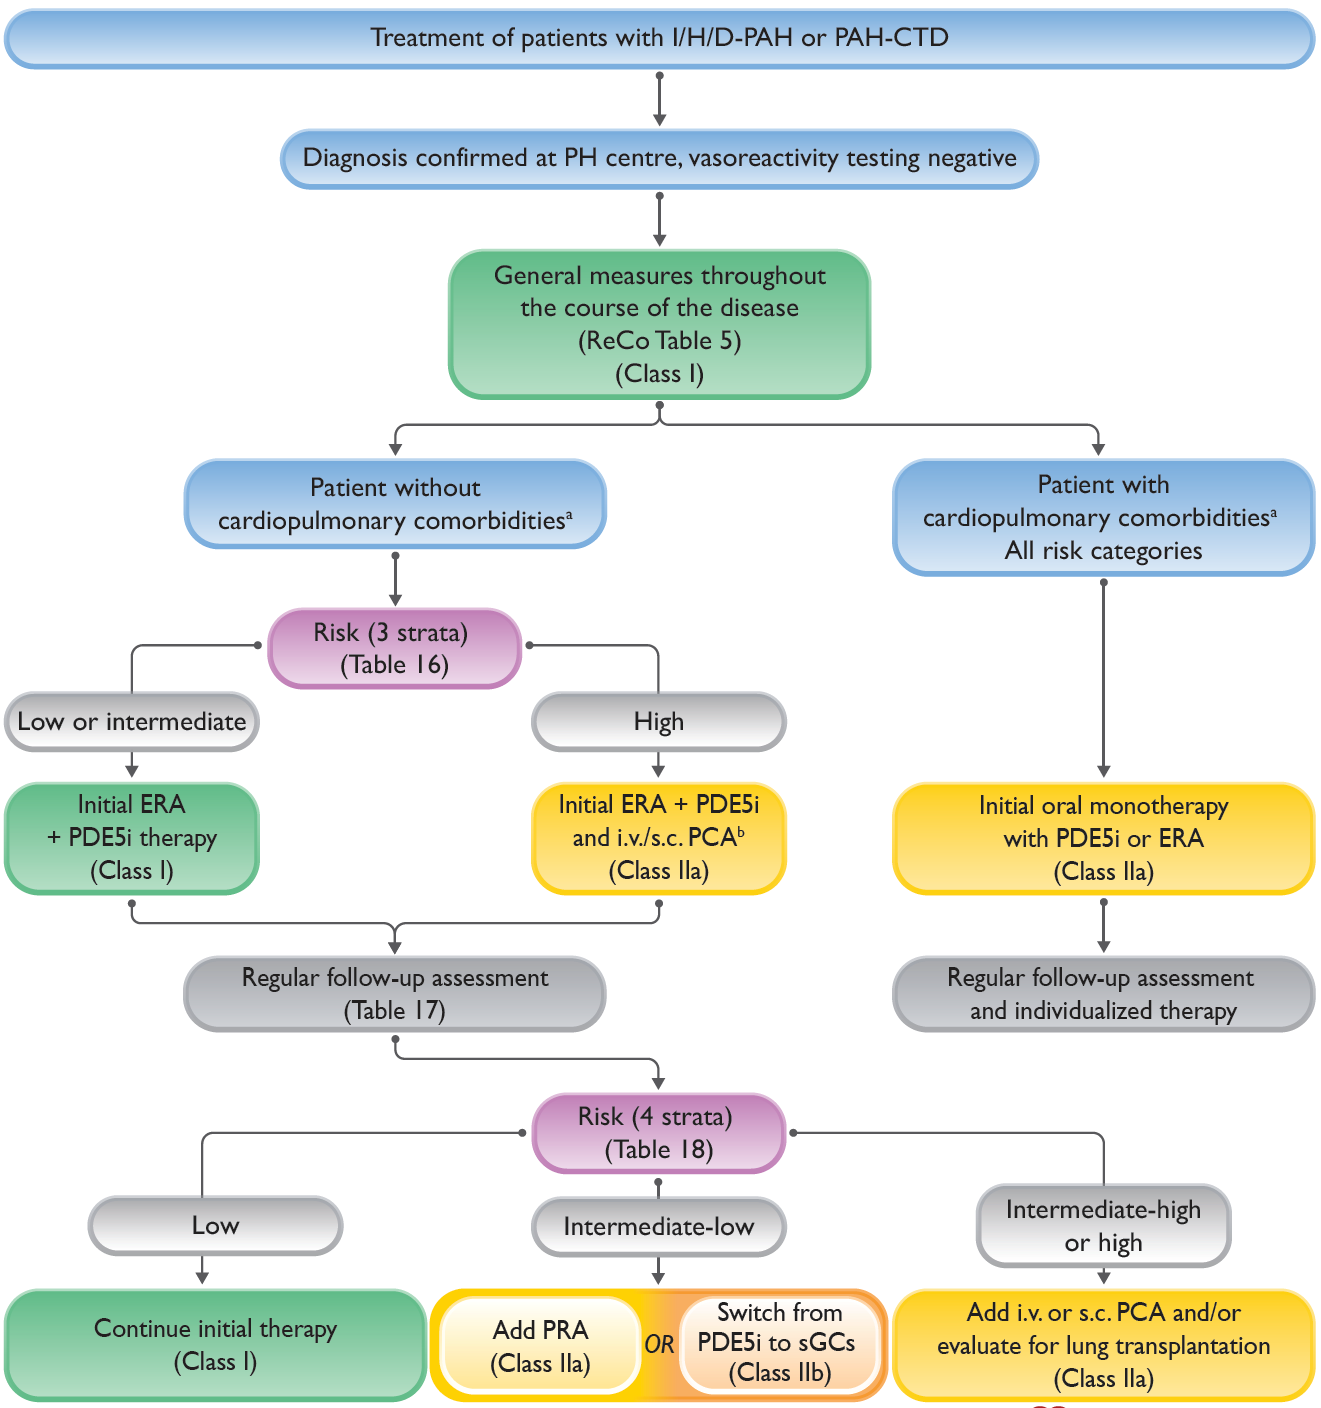 Treatment of patients with I/H/D-PAH or PAH-CTD
Diagnosis confirmed at PH centre, vasoreactivity testing negative
General measures throughout
the course of the disease
(ReCo Table 5)
(Class I)
Patient without
cardiopulmonary comorbiditiesᵃ
Patient with
cardiopulmonary comorbiditiesᵃ
All risk categories
Risk (3 strata)
(Table 16)
Low or intermediate
High
Initial ERA
+ PDE5i therapy
(Class I)
Initial ERA + PDE5i
and i.v./s.c. PCAᵇ
(Class IIa)
Initial oral monotherapy
with PDE5i or ERA
(Class IIa)
Regular follow-up assessment
(Table 17)
Regular follow-up assessment
and individualized therapy
Risk (4 strata)
(Table 18)
Low
Intermediate-low
Intermediate-high
or high
Continue initial therapy
(Class I)
Add PRA
(Class IIa)
OR
Switch from
PDE5i to sGCs
(Class IIb)
Add i.v. or s.c. PCA and/or
evaluate for lung transplantation
(Class IIa)